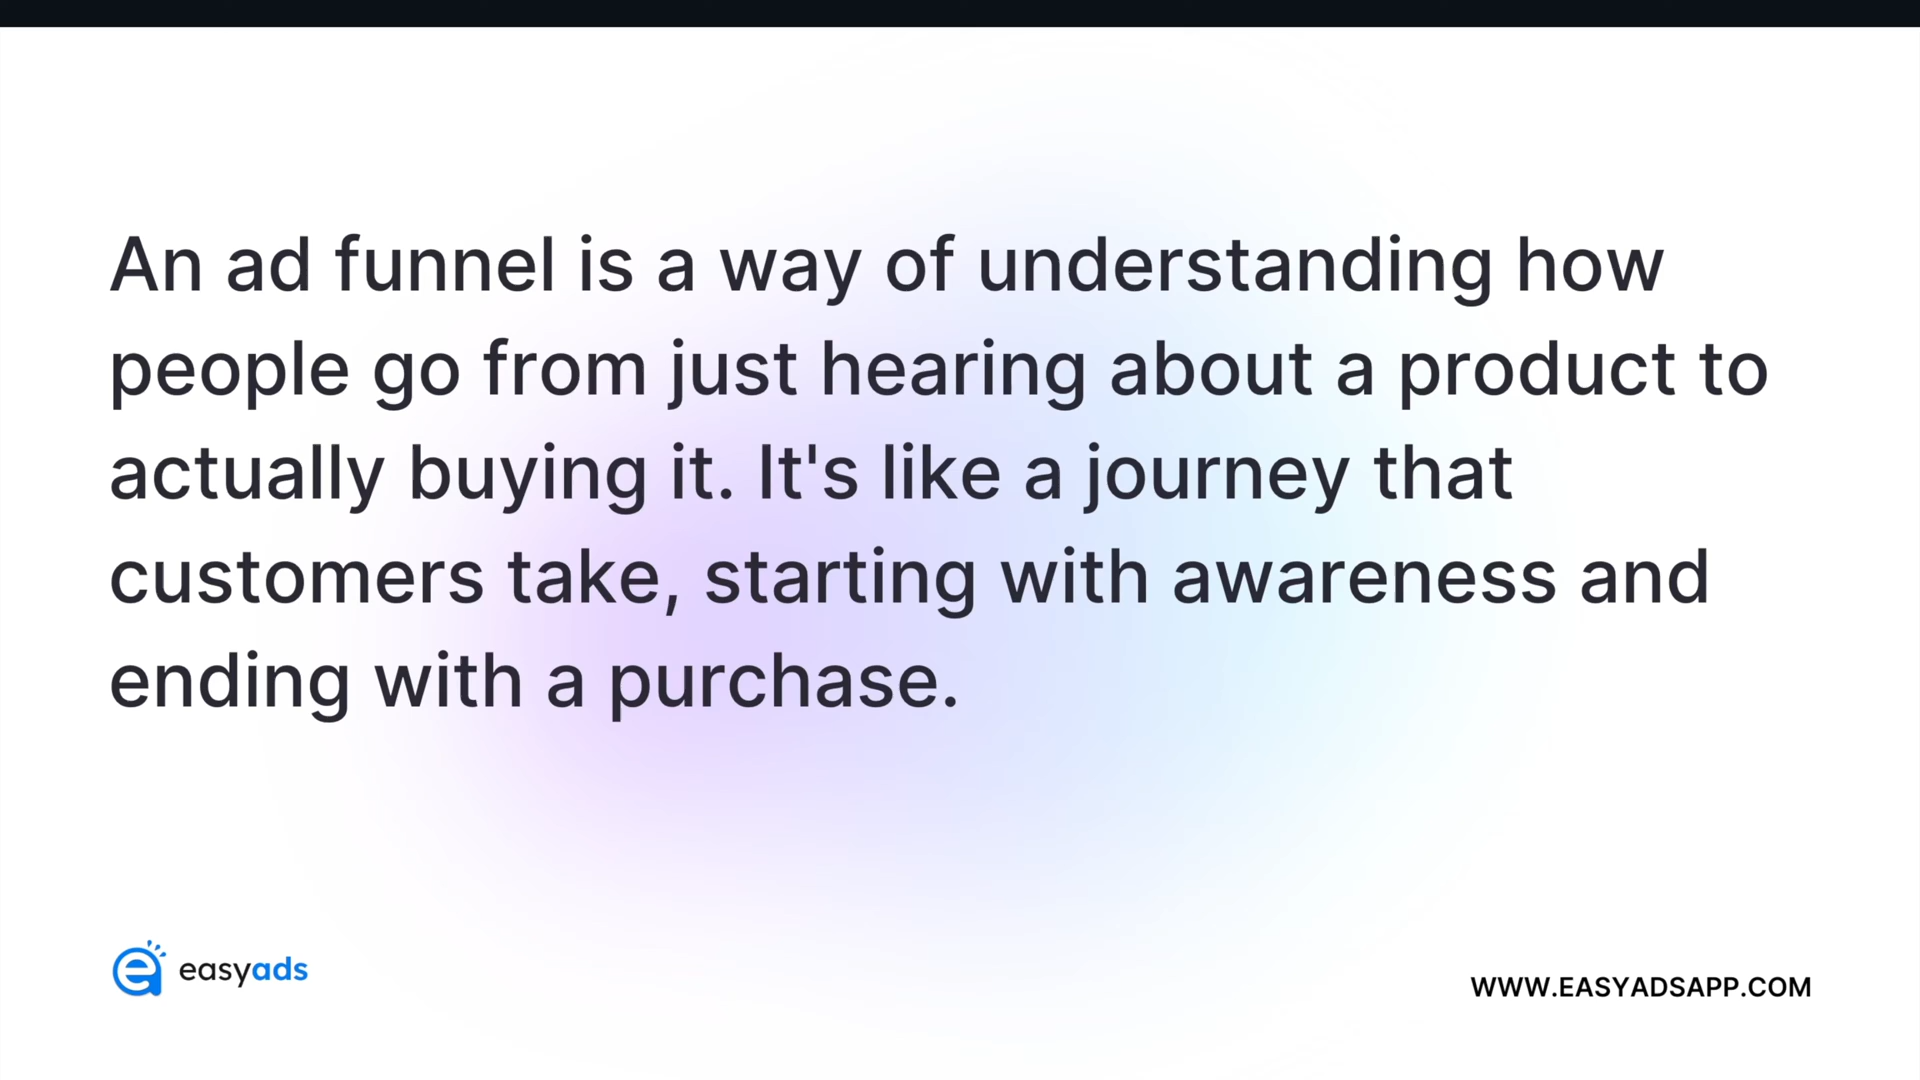 An ad funnel is a way of understanding how
people go from just hearing about a product to
actually buying it. It's like a journey that
customers take, starting with awareness and
ending with a purchase.
easyads
WWW.EASYADSAPP.COM